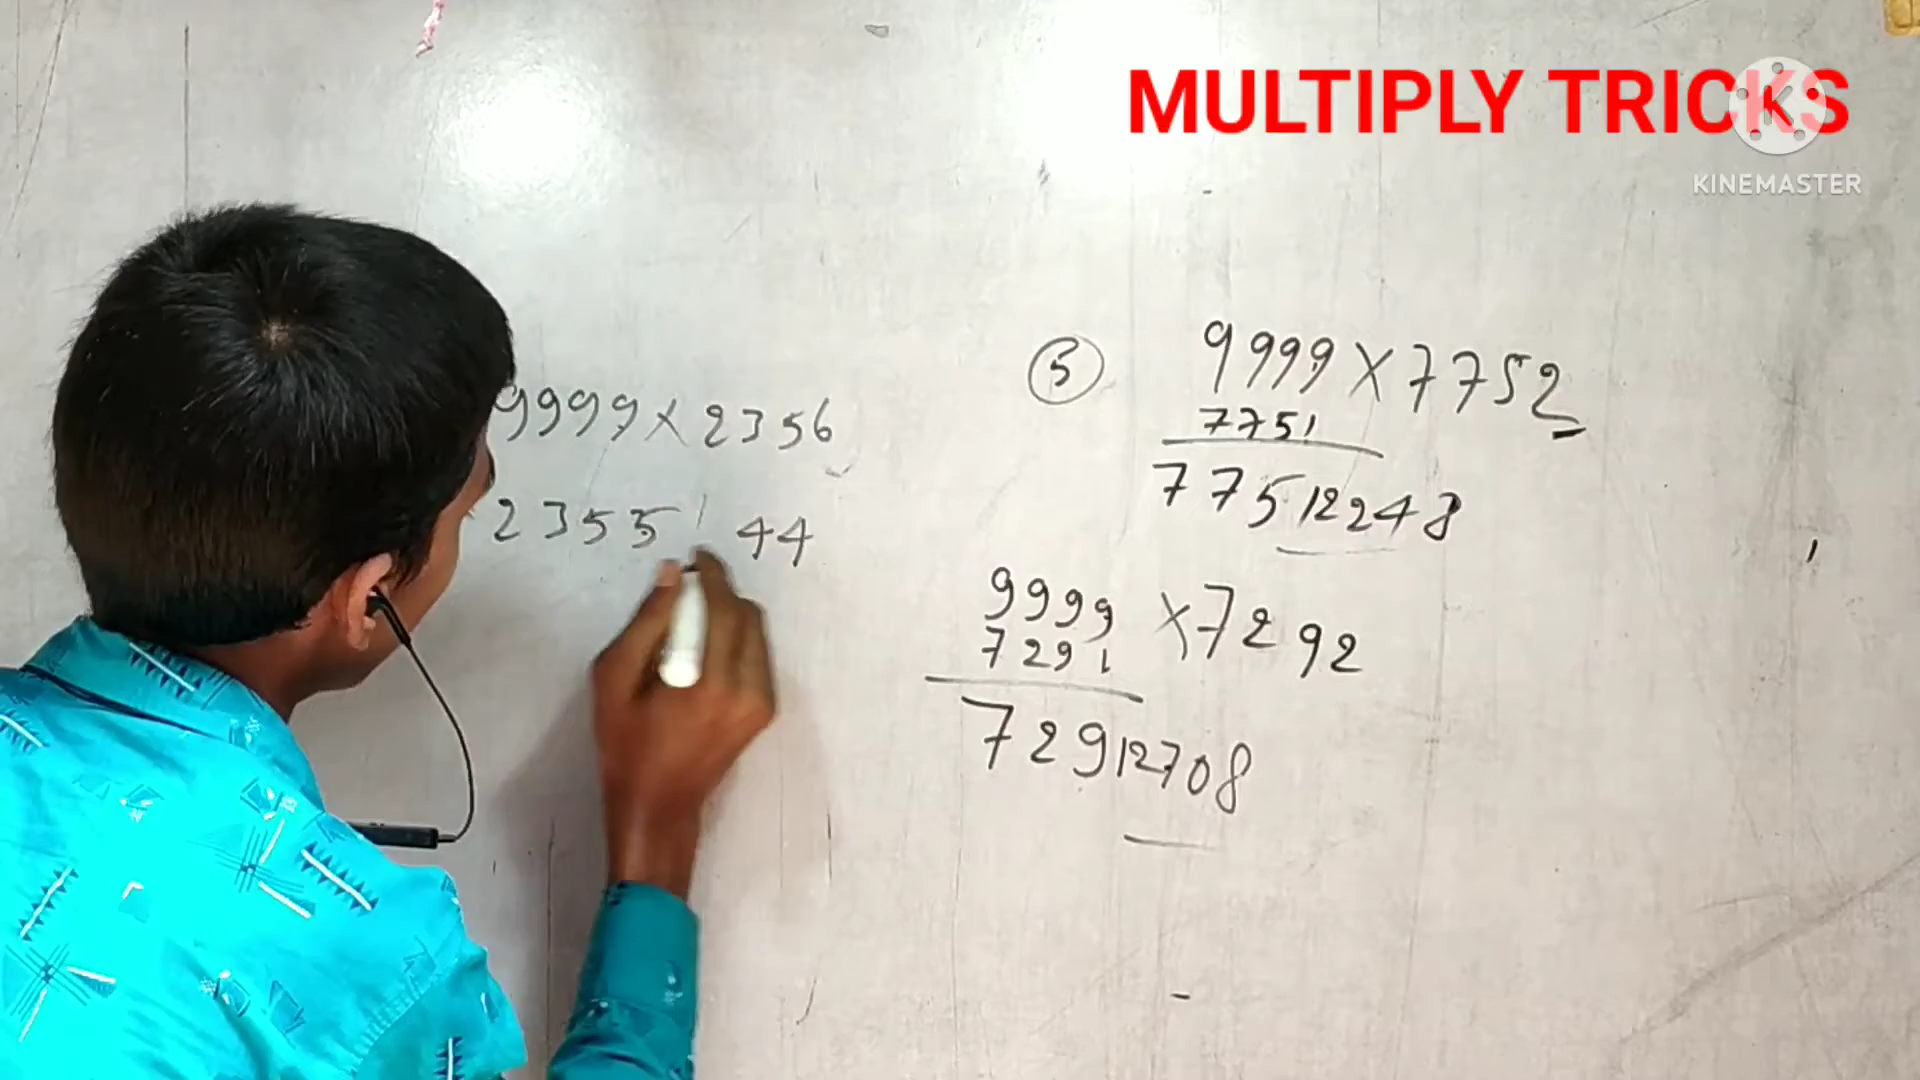 MULTIPLY TRICKS
KINEMASTER
9999 × 2356
2355 44
5 9999 × 7752
7751
77512248
9999 × 7292
7291
72912708